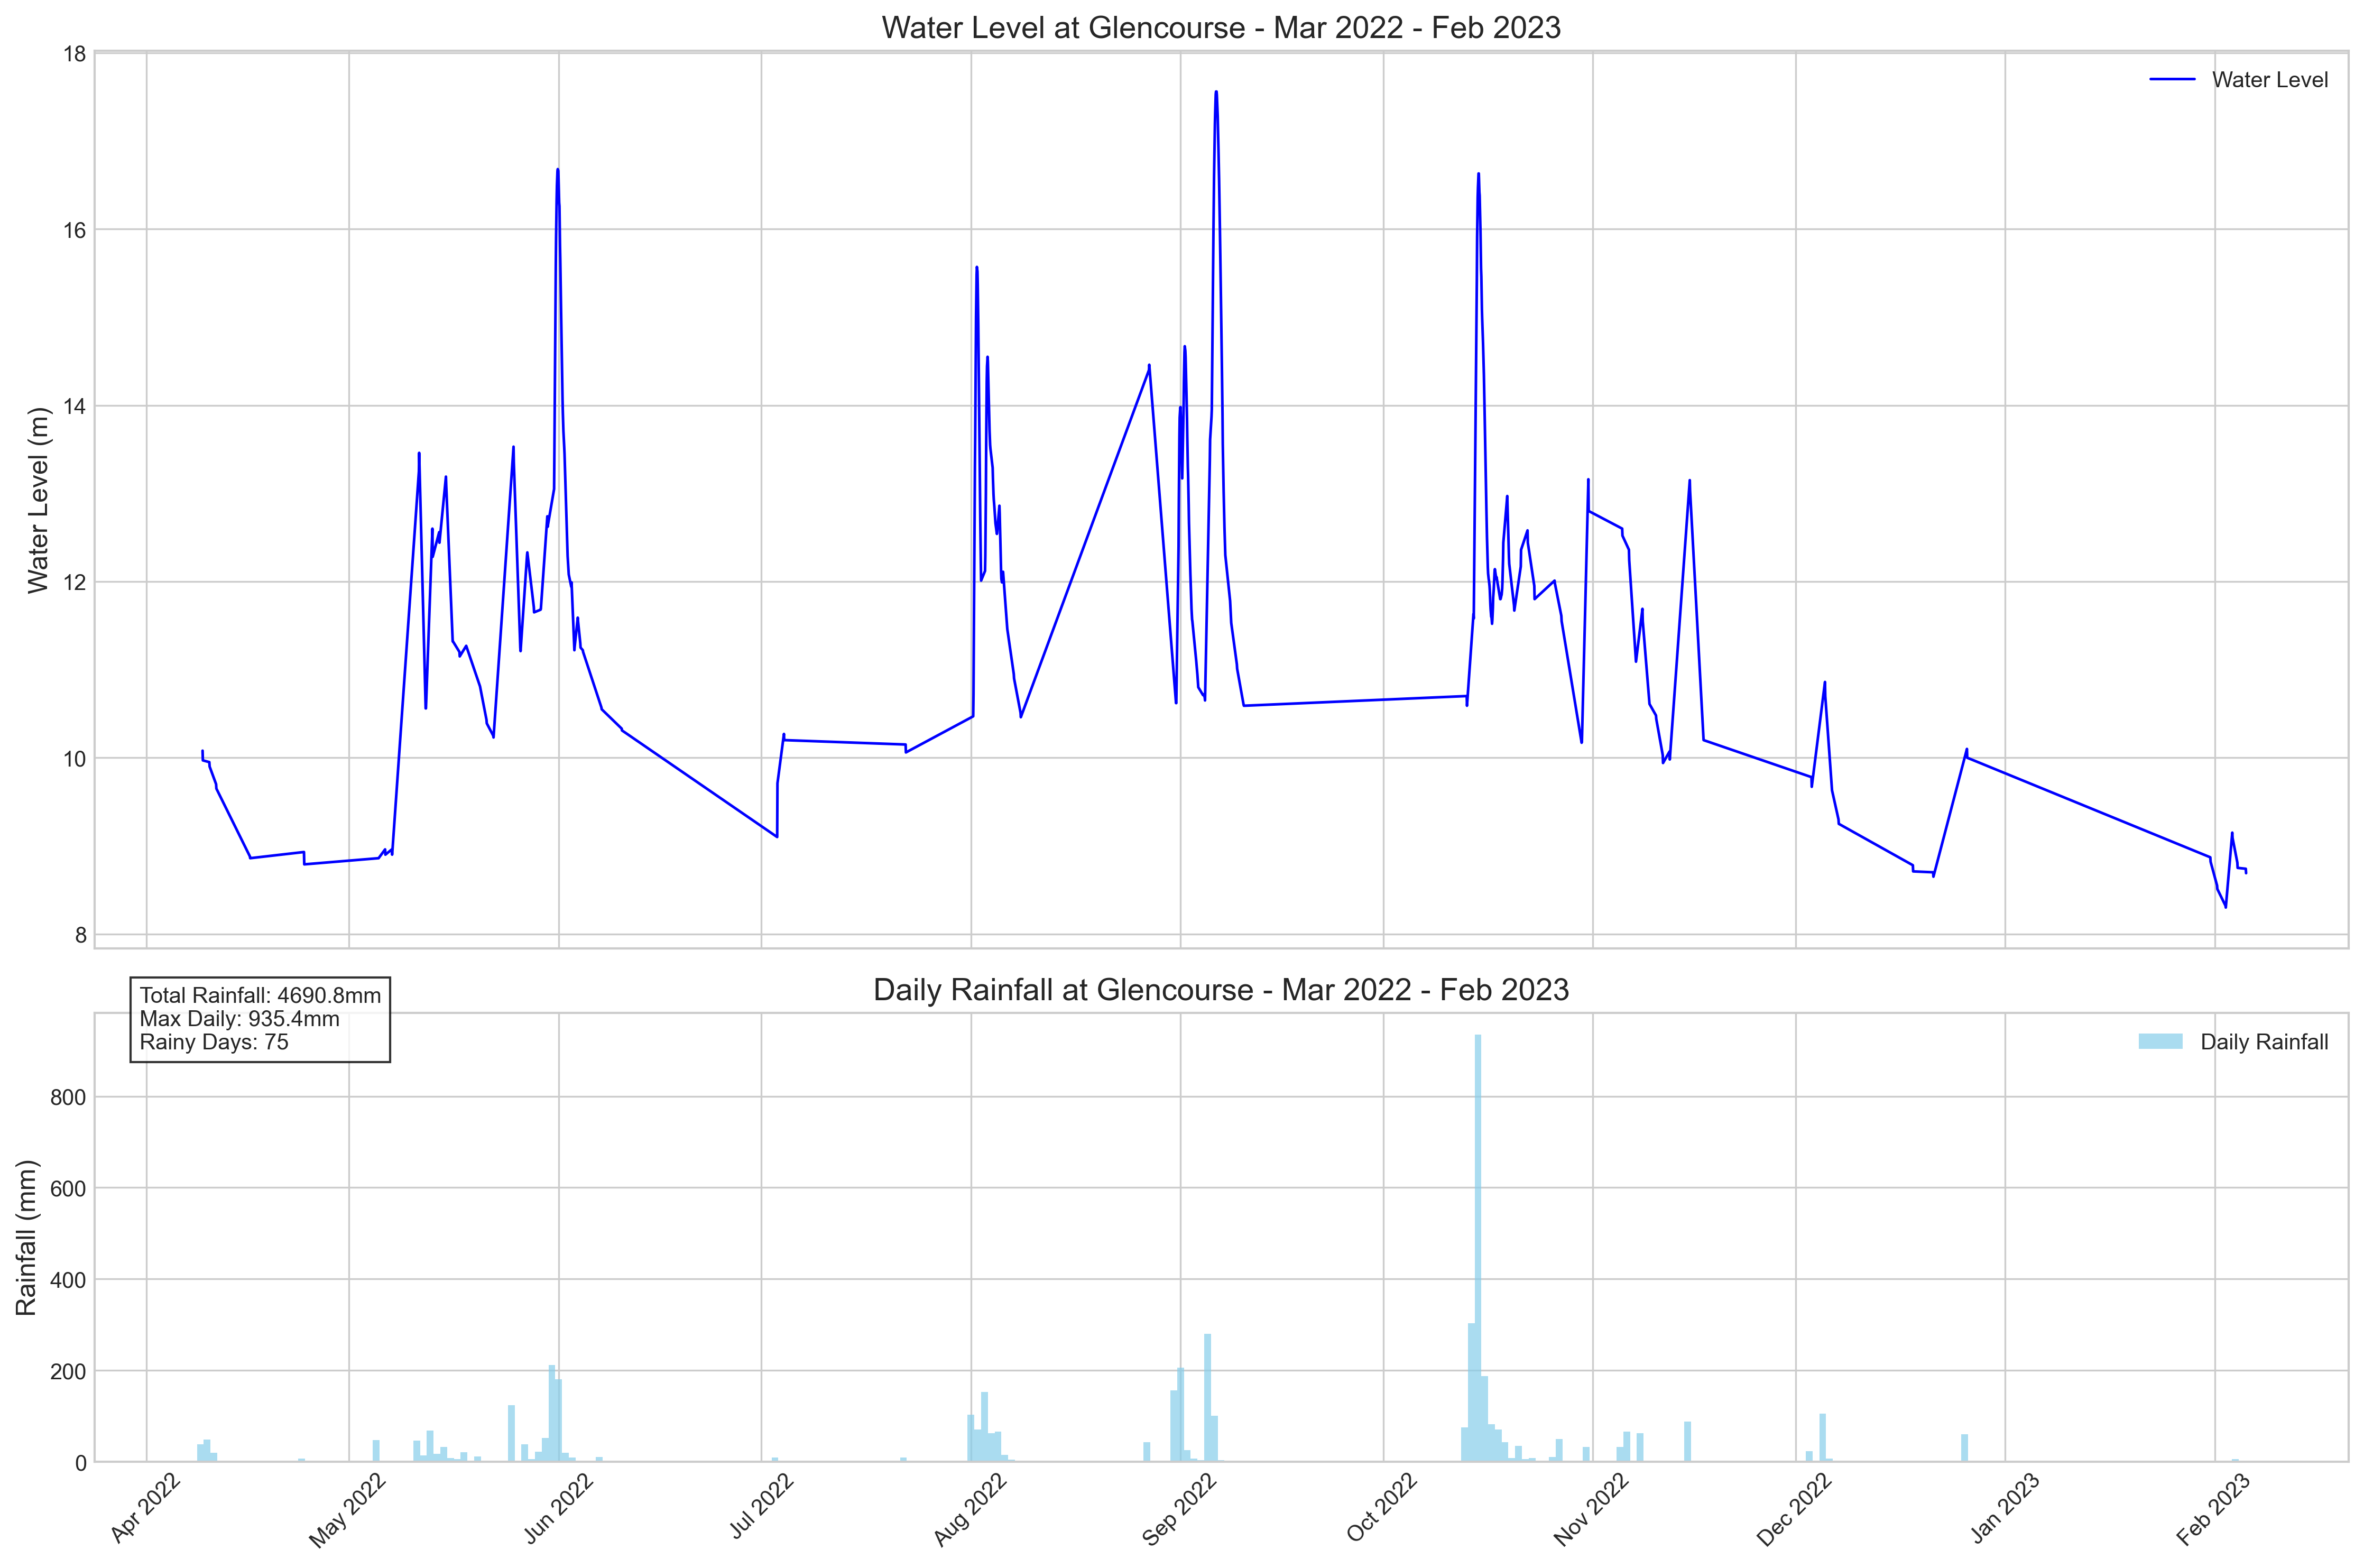 Water Level at Glencourse - Mar 2022 - Feb 2023
Water Level
Water Level (m)
18
16
14
12
10
8
Total Rainfall: 4690.8mm
Max Daily: 935.4mm
Rainy Days: 75
Daily Rainfall at Glencourse - Mar 2022 - Feb 2023
Daily Rainfall
Rainfall (mm)
800
600
400
200
0
Apr 2022
May 2022
Jun 2022
Jul 2022
Aug 2022
Sep 2022
Oct 2022
Nov 2022
Dec 2022
Jan 2023
Feb 2023